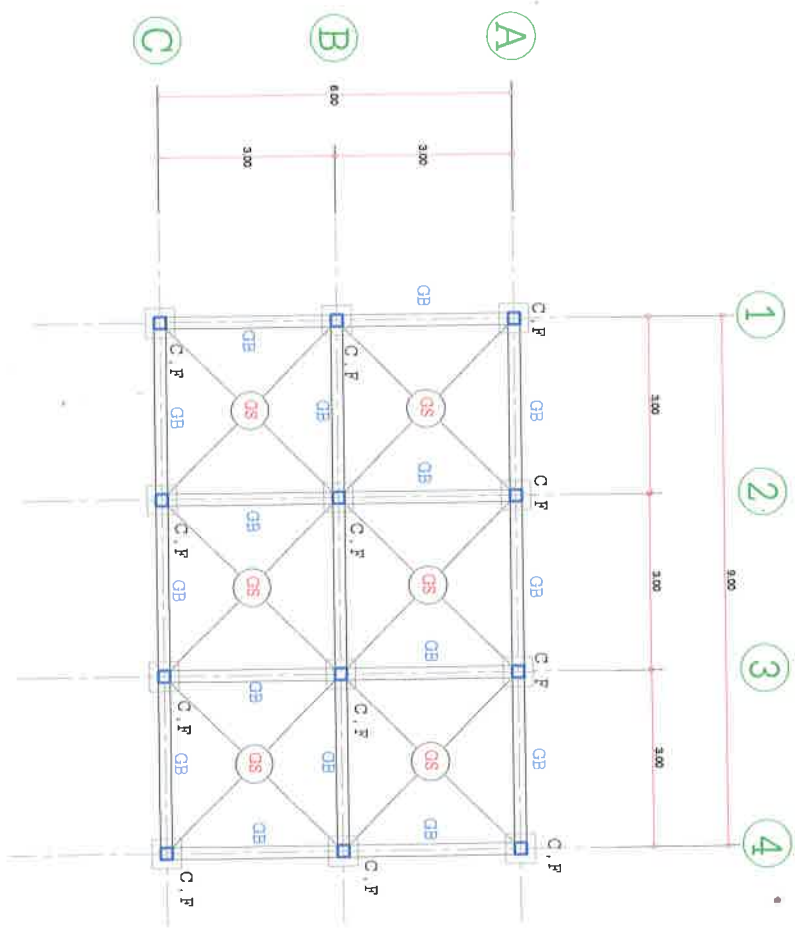 1 2 3 4
9.00
3.00 3.00 3.00
A C,F GB C F GB C,F GB C,F
3.00 GB GS GB GS GB GS GB
B 6.00 C,F GB C,F C,F GB C,F
3.00 GB GS GB GS GB GS GB
C C,F GB C,F GB C,F GB C,F